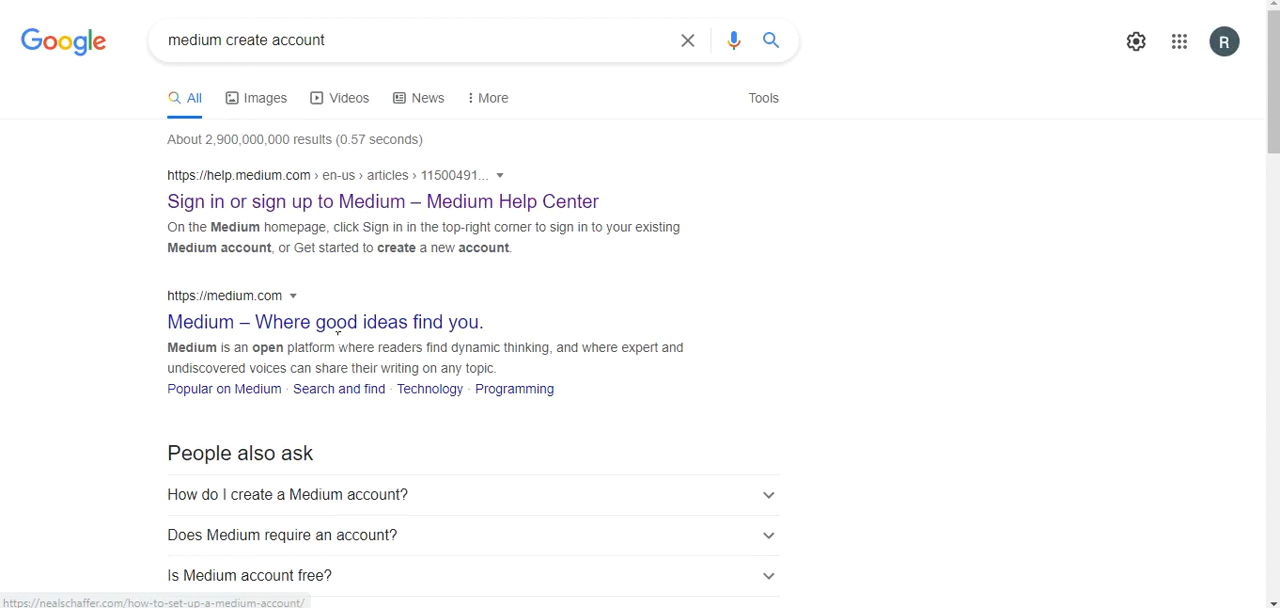 Google
medium create account
R
All Images Videos News More Tools
About 2,900,000,000 results (0.57 seconds)
https://help.medium.com › en-us › articles › 11500491...
Sign in or sign up to Medium – Medium Help Center
On the Medium homepage, click Sign in in the top-right corner to sign in to your existing
Medium account, or Get started to create a new account.
https://medium.com
Medium – Where good ideas find you.
Medium is an open platform where readers find dynamic thinking, and where expert and
undiscovered voices can share their writing on any topic.
Popular on Medium · Search and find · Technology · Programming
People also ask
How do I create a Medium account?
Does Medium require an account?
Is Medium account free?
https://nealschaffer.com/how-to-set-up-a-medium-account/